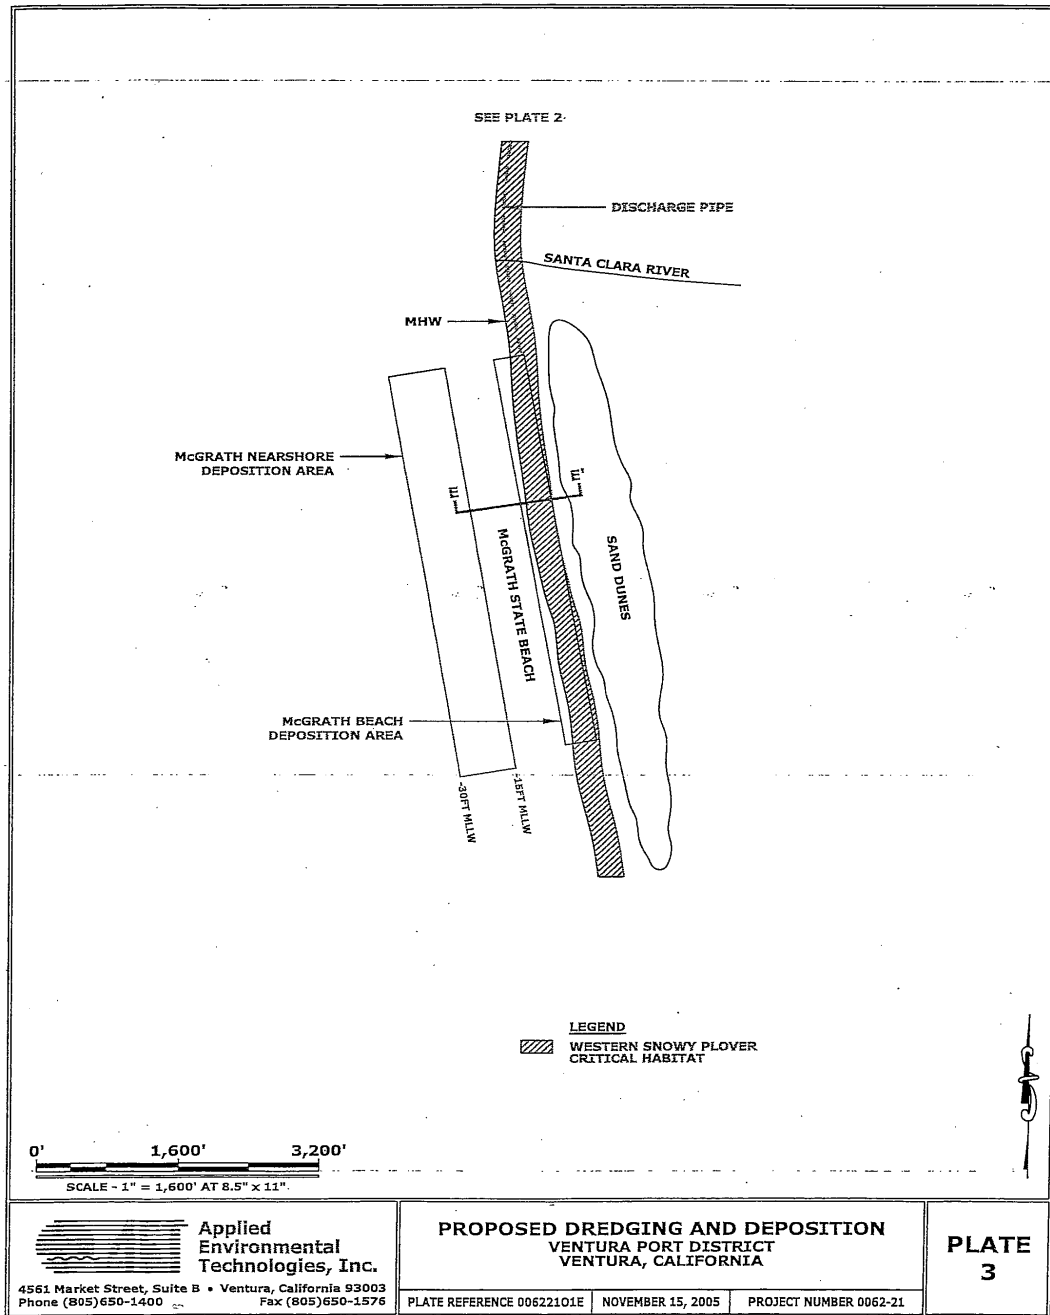 SEE PLATE 2
DISCHARGE PIPE
SANTA CLARA RIVER
MHW
McGRATH NEARSHORE
DEPOSITION AREA
E
E'
McGRATH STATE BEACH
SAND DUNES
McGRATH BEACH
DEPOSITION AREA
-30FT MLLW
-15FT MLLW
LEGEND
WESTERN SNOWY PLOVER
CRITICAL HABITAT
0' 1,600' 3,200'
SCALE - 1" = 1,600' AT 8.5" x 11"
Applied
Environmental
Technologies, Inc.
4561 Market Street, Suite B • Ventura, California 93003
Phone (805)650-1400 Fax (805)650-1576
PROPOSED DREDGING AND DEPOSITION
VENTURA PORT DISTRICT
VENTURA, CALIFORNIA
PLATE REFERENCE 00622101E NOVEMBER 15, 2005 PROJECT NUMBER 0062-21
PLATE
3